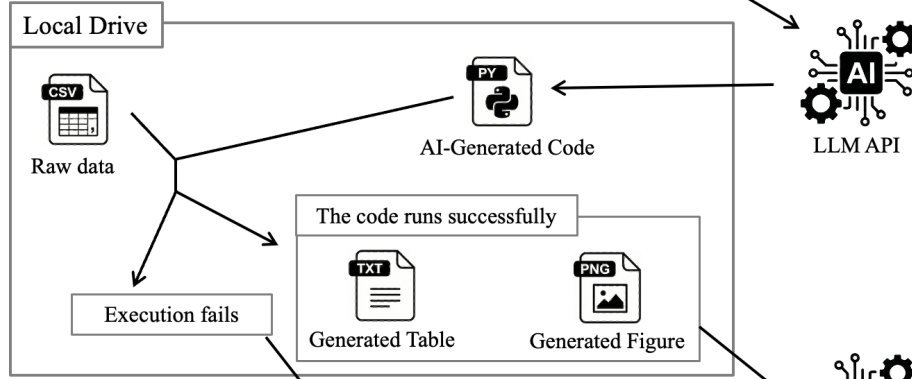 Local Drive
CSV
Raw data
PY
AI-Generated Code
AI
LLM API
The code runs successfully
TXT
Generated Table
PNG
Generated Figure
Execution fails